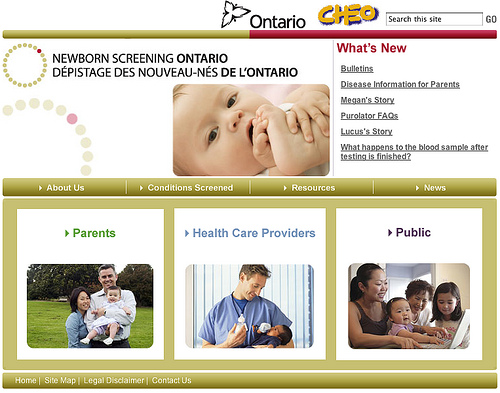 Ontario
CHEO
Search this site
GO
NEWBORN SCREENING ONTARIO
DÉPISTAGE DES NOUVEAU-NÉS DE L'ONTARIO
What's New
Bulletins
Disease Information for Parents
Megan's Story
Purolator FAQs
Lucus's Story
What happens to the blood sample after
testing is finished?
About Us
Conditions Screened
Resources
News
Parents
Health Care Providers
Public
Home | Site Map | Legal Disclaimer | Contact Us